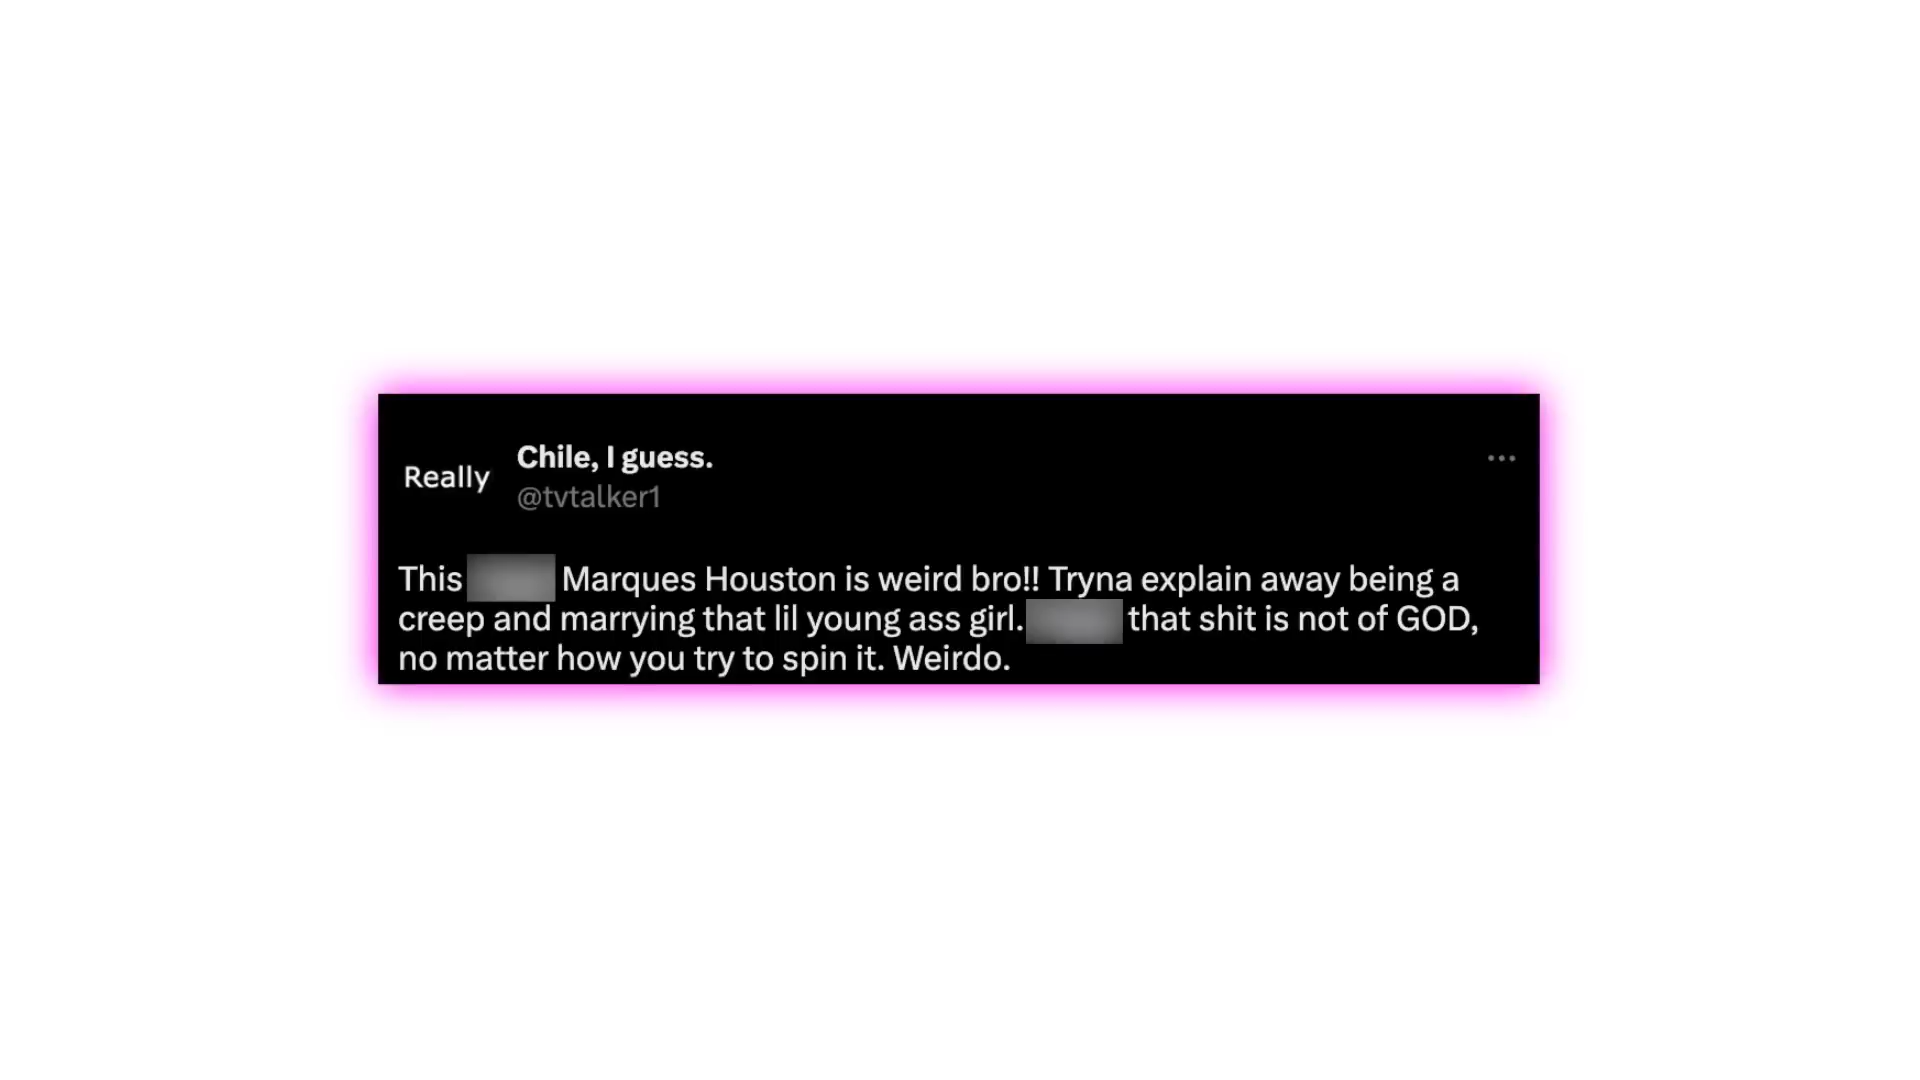 Really
Chile, I guess.
@tvtalker1
This Marques Houston is weird bro!! Tryna explain away being a
creep and marrying that lil young ass girl. that shit is not of GOD,
no matter how you try to spin it. Weirdo.